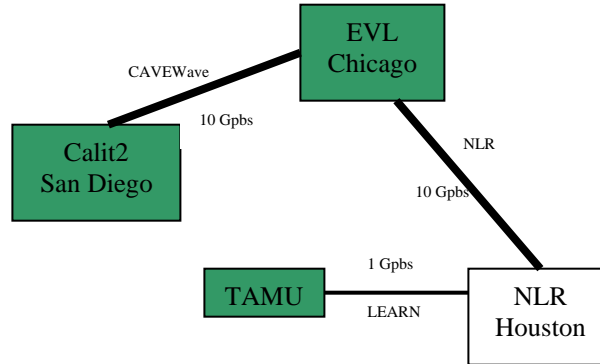 EVL
Chicago
CAVEWave
10 Gpbs
Calit2
San Diego
NLR
10 Gpbs
1 Gpbs
TAMU
LEARN
NLR
Houston